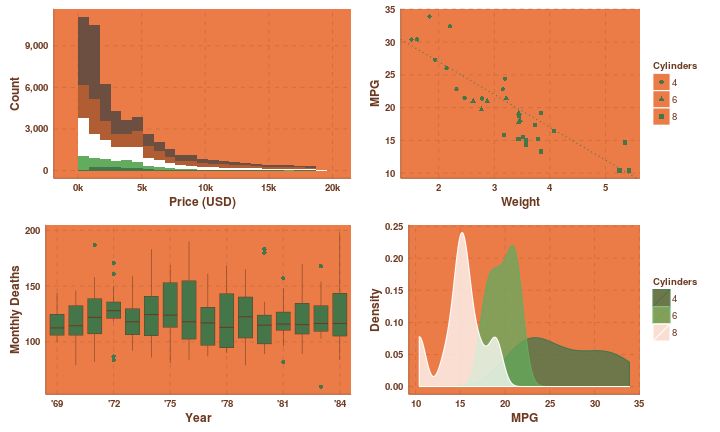 Count
9,000
6,000
3,000
0
0k
5k
10k
15k
20k
Price (USD)
MPG
35
30
25
20
15
10
2
3
4
5
Weight
Cylinders
4
6
8
Monthly Deaths
200
150
100
'69
'72
'75
'78
'81
'84
Year
Density
0.25
0.20
0.15
0.10
0.05
0.00
10
15
20
25
30
35
MPG
Cylinders
4
6
8